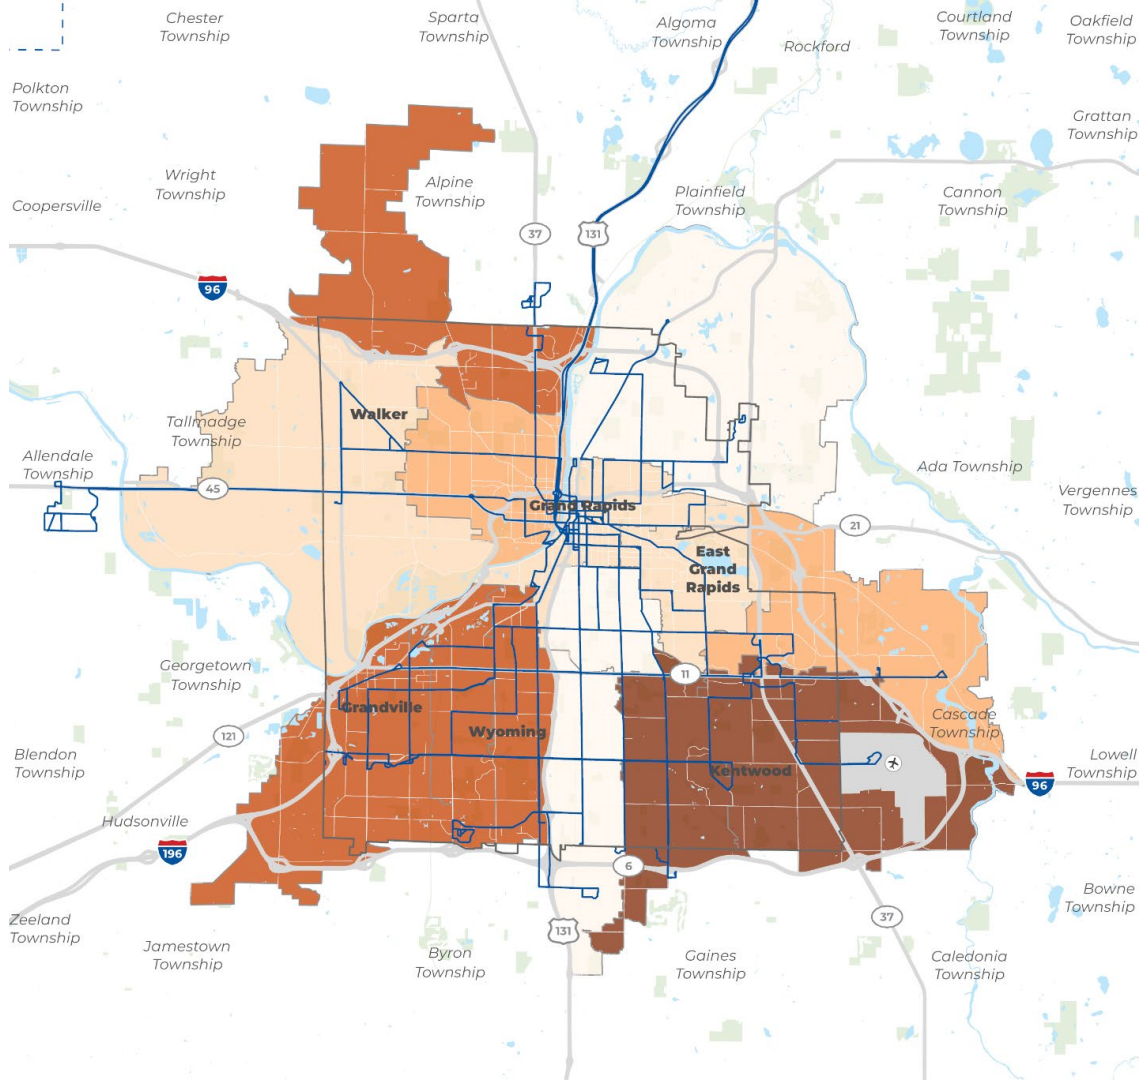 Chester
Township
Sparta
Township
Algoma
Township
Rockford
Courtland
Township
Oakfield
Township
Polkton
Township
Grattan
Township
Wright
Township
Alpine
Township
Plainfield
Township
Cannon
Township
Coopersville
37
131
96
Walker
Tallmadge
Township
Allendale
Township
Ada Township
45
Vergennes
Township
Grand Rapids
21
East
Grand
Rapids
Georgetown
Township
11
Grandville
Cascade
Township
121
Wyoming
Blendon
Township
Kentwood
Lowell
Township
96
Hudsonville
196
6
Bowne
Township
Zeeland
Township
37
131
Jamestown
Township
Byron
Township
Gaines
Township
Caledonia
Township